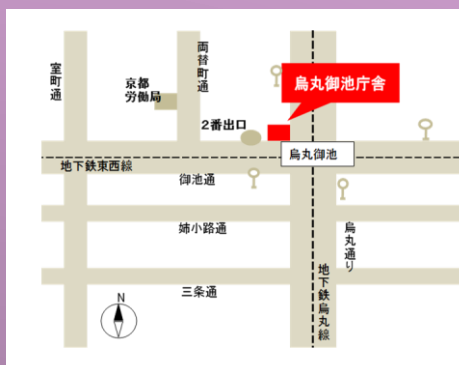 室町通
両替町通
京都
労働局
烏丸御池庁舎
2番出口
烏丸御池
地下鉄東西線
御池通
姉小路通
烏丸通り
三条通
地下鉄烏丸線
N